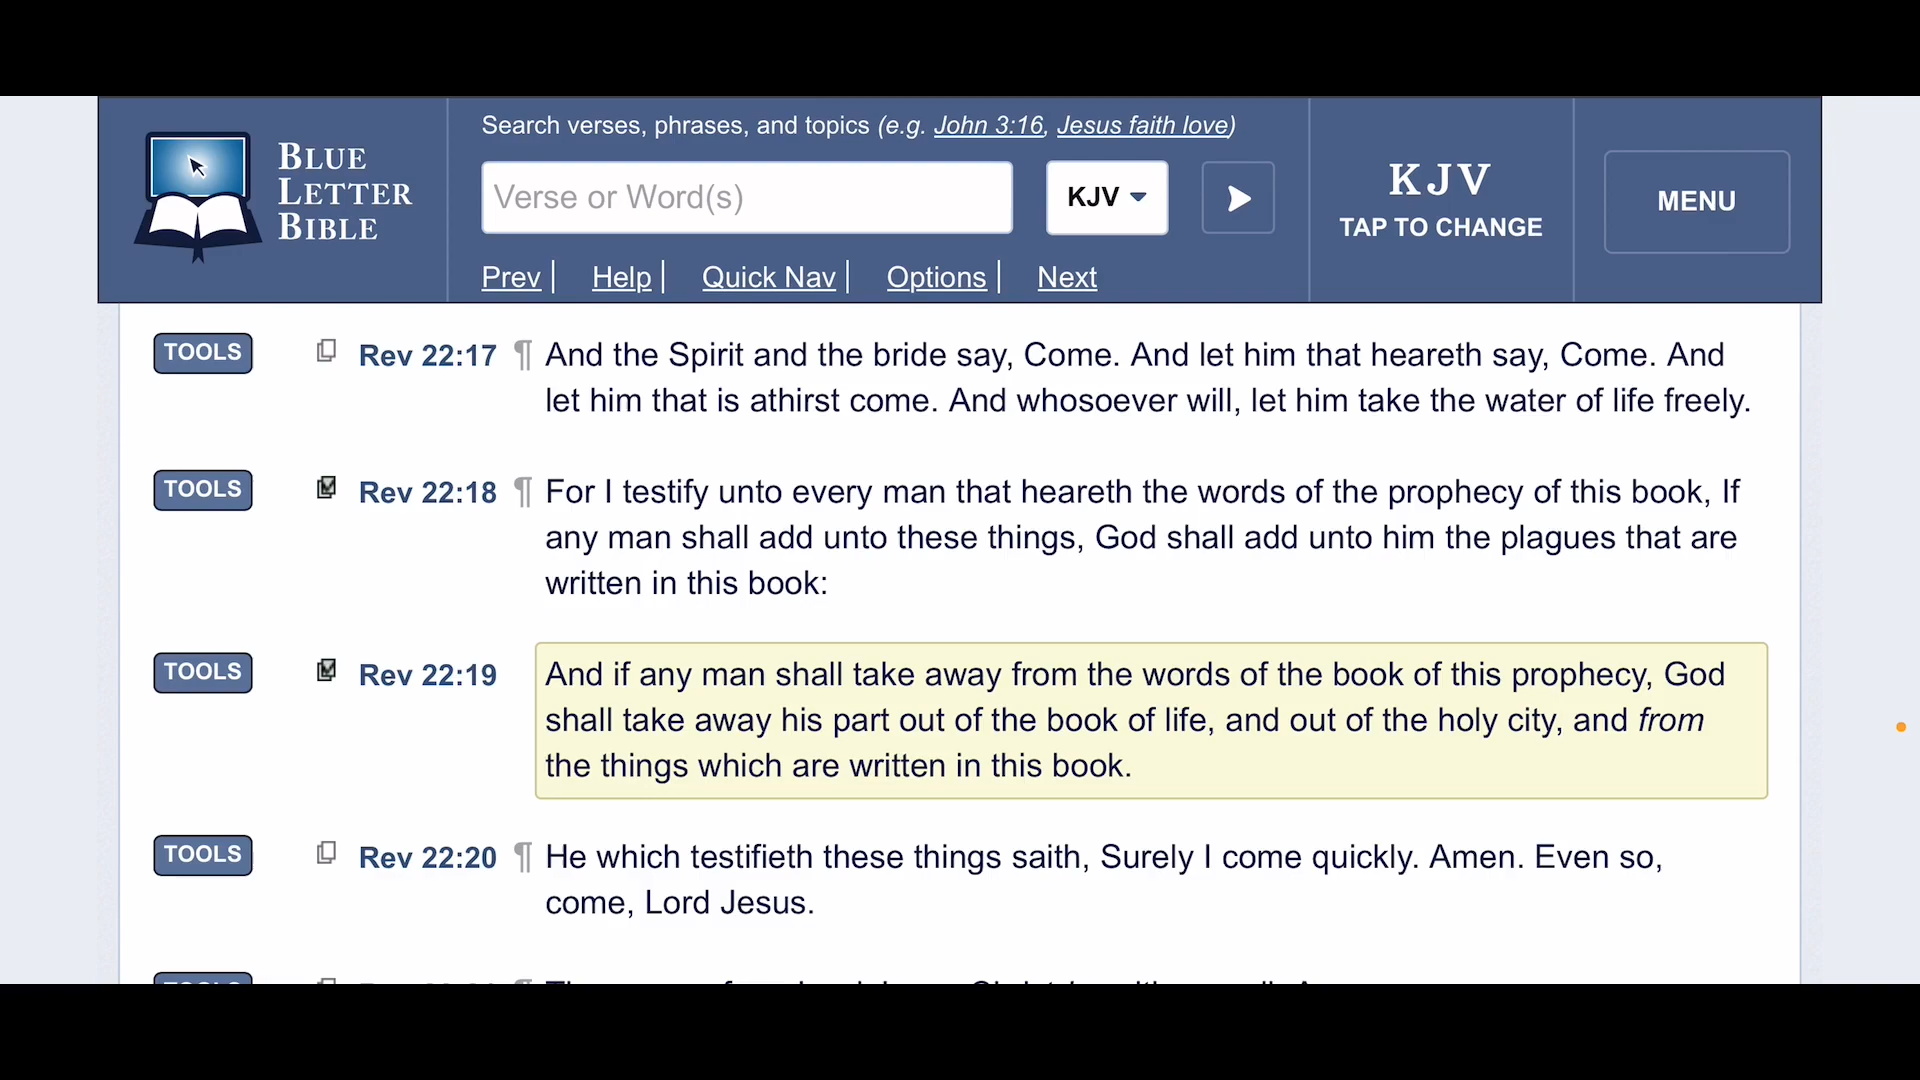 Search verses, phrases, and topics (e.g. John 3:16, Jesus faith love)
BLUE
LETTER
BIBLE
Verse or Word(s)
KJV
KJV
TAP TO CHANGE
MENU
Prev | Help | Quick Nav | Options | Next
TOOLS Rev 22:17 ¶ And the Spirit and the bride say, Come. And let him that heareth say, Come. And
let him that is athirst come. And whosoever will, let him take the water of life freely.
TOOLS Rev 22:18 ¶ For I testify unto every man that heareth the words of the prophecy of this book, If
any man shall add unto these things, God shall add unto him the plagues that are
written in this book:
TOOLS Rev 22:19 And if any man shall take away from the words of the book of this prophecy, God
shall take away his part out of the book of life, and out of the holy city, and from
the things which are written in this book.
TOOLS Rev 22:20 ¶ He which testifieth these things saith, Surely I come quickly. Amen. Even so,
come, Lord Jesus.